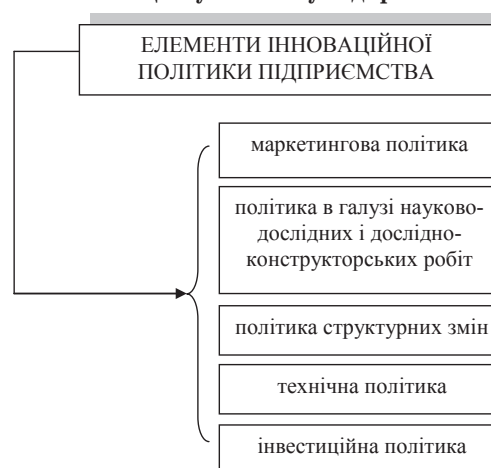 ЕЛЕМЕНТИ ІННОВАЦІЙНОЇ
ПОЛІТИКИ ПІДПРИЄМСТВА
маркетингова політика
політика в галузі науково-
дослідних і дослідно-
конструкторських робіт
політика структурних змін
технічна політика
інвестиційна політика